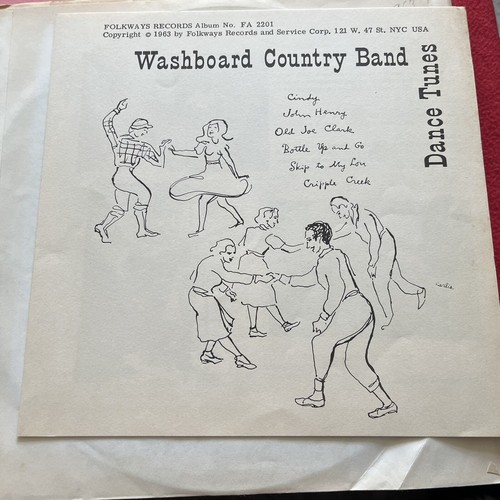 FOLKWAYS RECORDS Album No. FA 2201
Copyright © 1963 by Folkways Records and Service Corp. 121 W. 47 St. NYC USA
Washboard Country Band
Dance Tunes
Cindy
John Henry
Old Joe Clark
Bottle Up and Go
Skip to My Lou
Cripple Creek